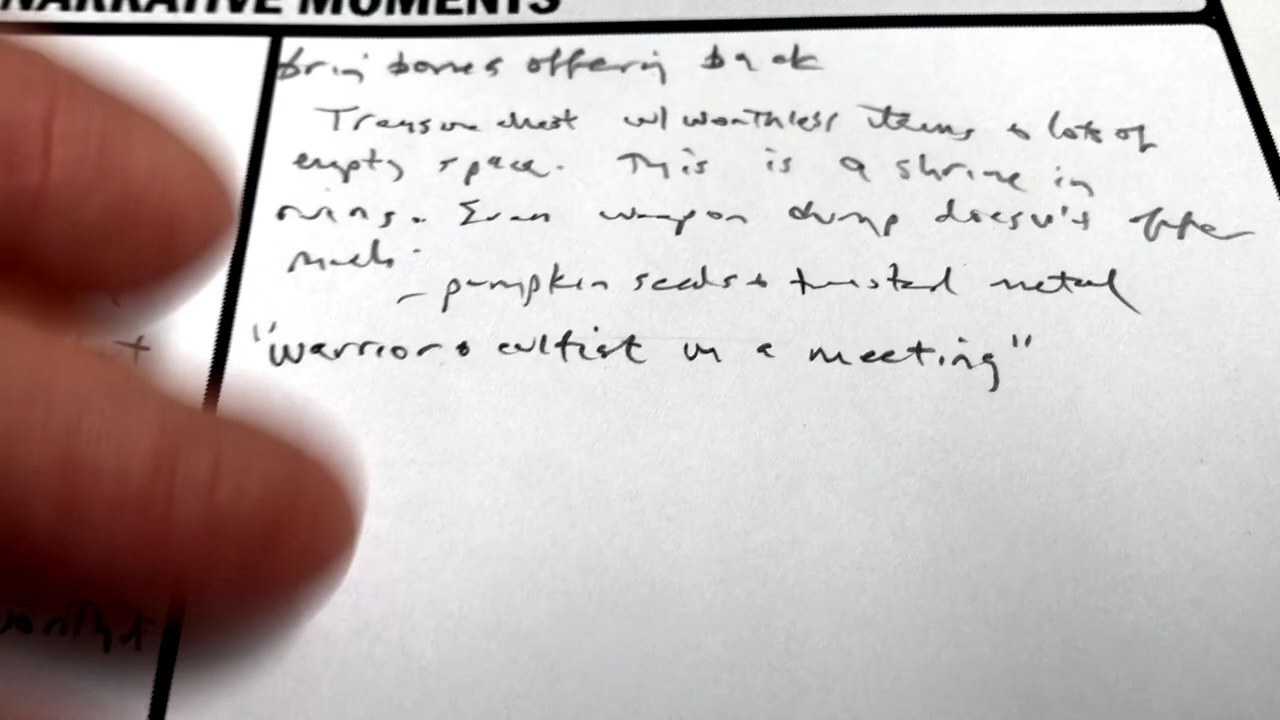 NARRATIVE MOMENTS
bring bones offering back
Treasure chest w/ worthless items & lots of
empty space. This is a shrine in
ruins. Even weapon dump doesn't offer
much.
- pumpkin seeds & twisted metal
"warrior & cultist in a meeting"
+